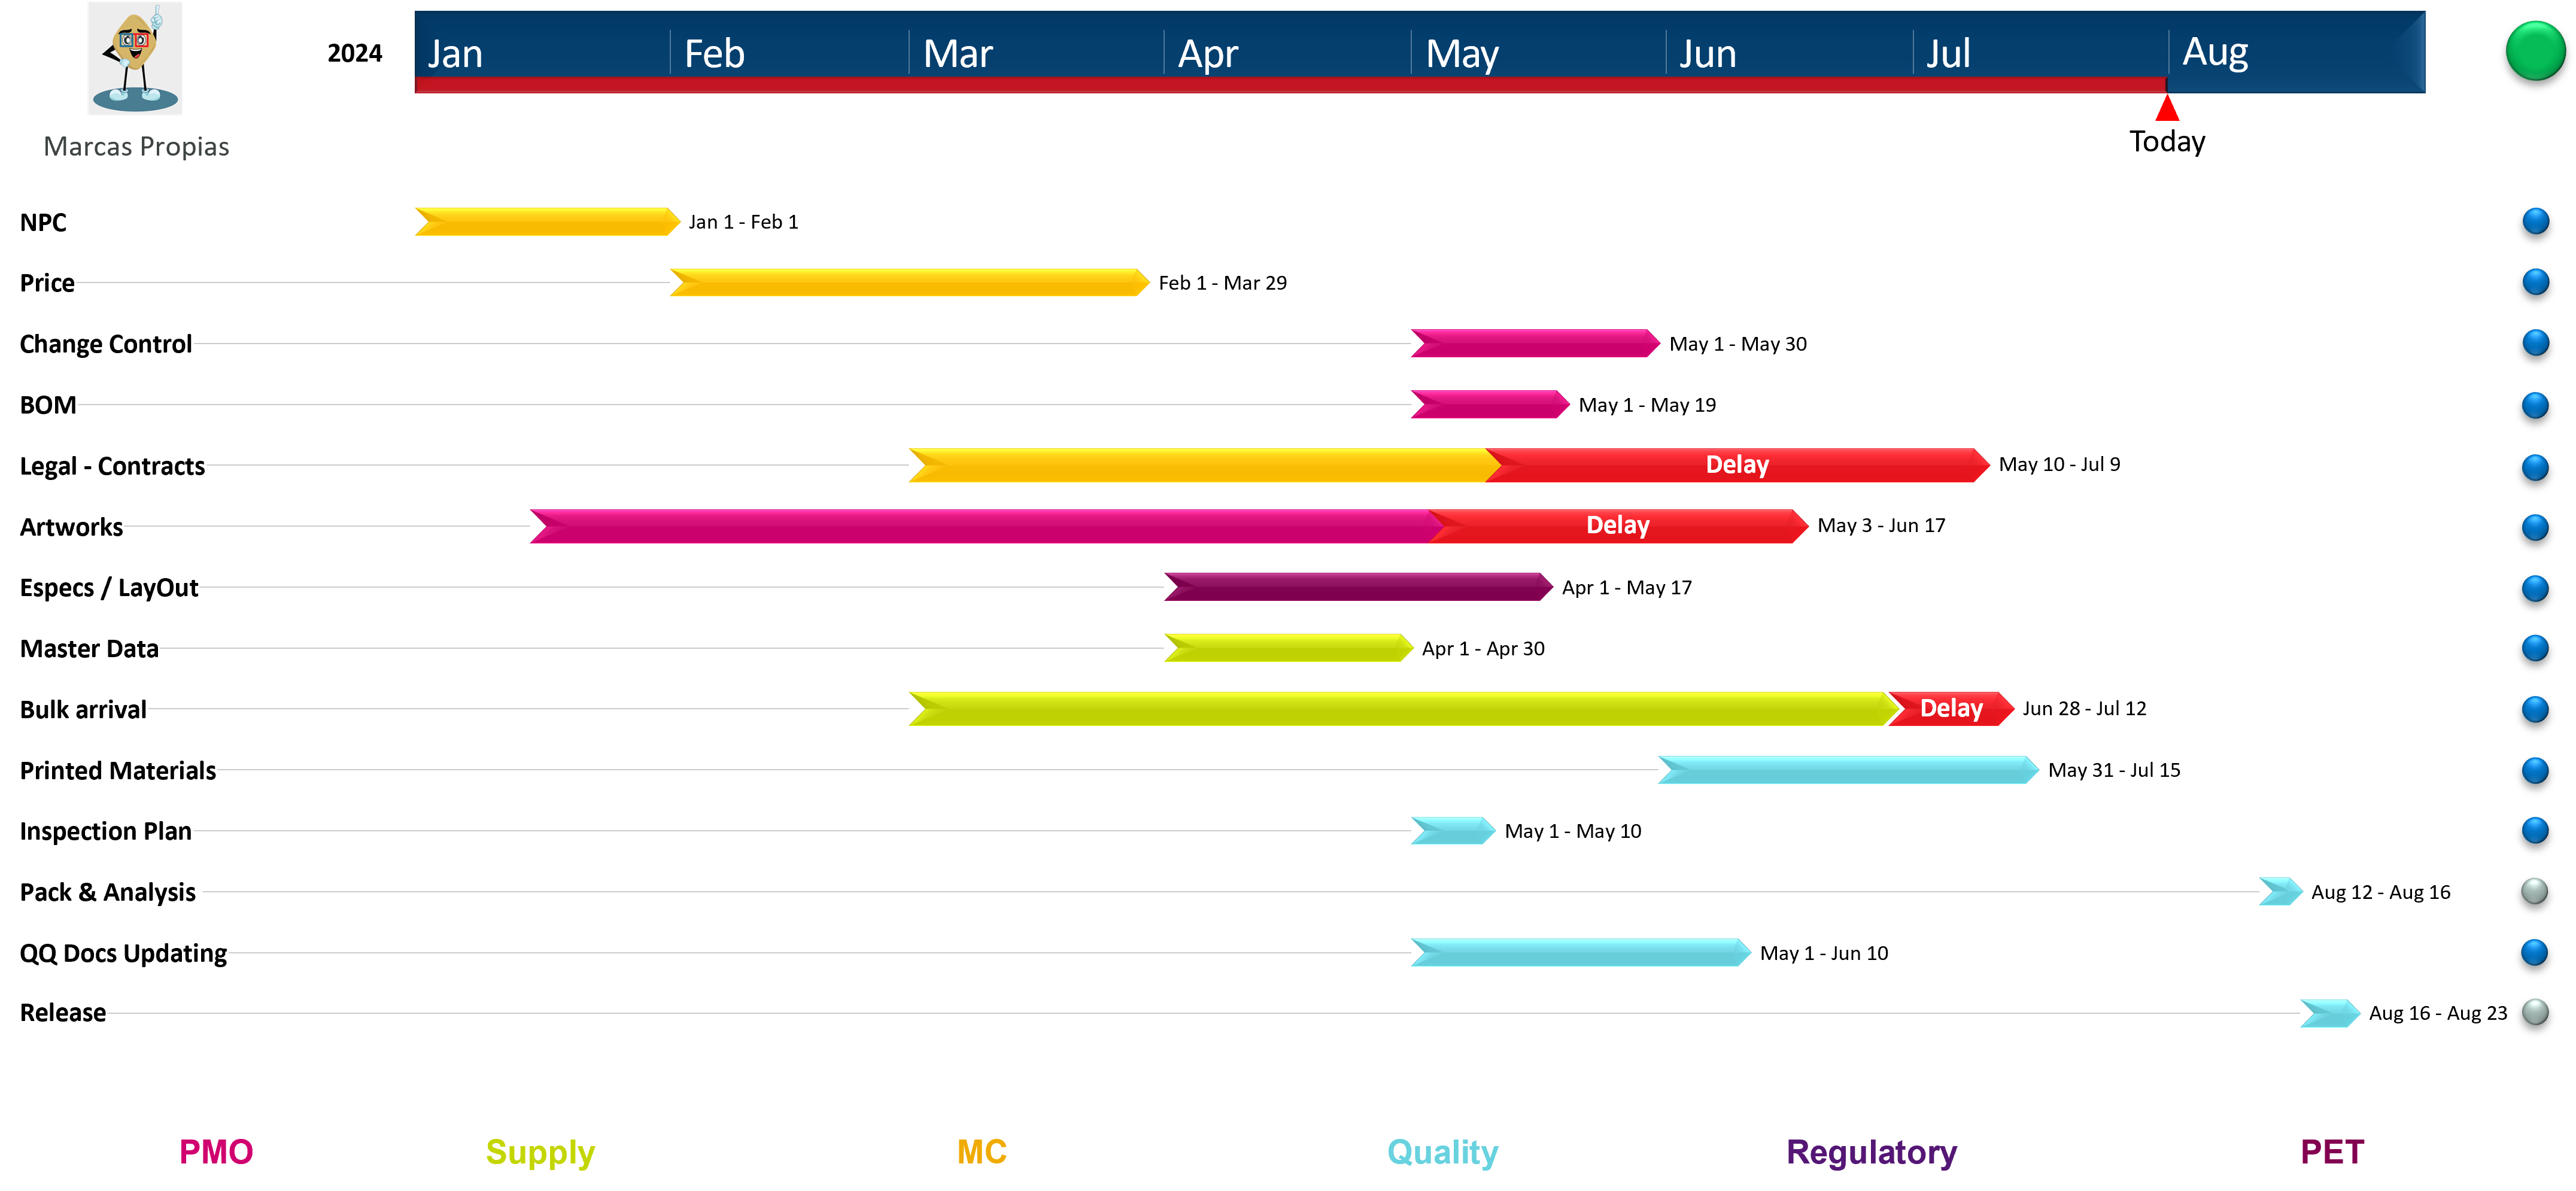 2024
Jan Feb Mar Apr May Jun Jul Aug
Today
Marcas Propias
NPC Jan 1 - Feb 1
Price Feb 1 - Mar 29
Change Control May 1 - May 30
BOM May 1 - May 19
Legal - Contracts Delay May 10 - Jul 9
Artworks Delay May 3 - Jun 17
Especs / LayOut Apr 1 - May 17
Master Data Apr 1 - Apr 30
Bulk arrival Delay Jun 28 - Jul 12
Printed Materials May 31 - Jul 15
Inspection Plan May 1 - May 10
Pack & Analysis Aug 12 - Aug 16
QQ Docs Updating May 1 - Jun 10
Release Aug 16 - Aug 23
PMO Supply MC Quality Regulatory PET